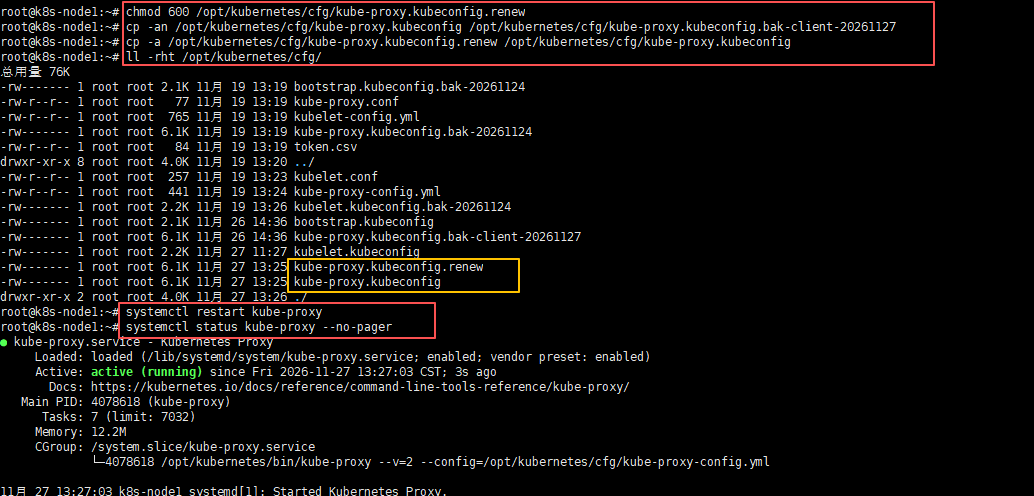 root@k8s-node1:~# chmod 600 /opt/kubernetes/cfg/kube-proxy.kubeconfig.renew
root@k8s-node1:~# cp -an /opt/kubernetes/cfg/kube-proxy.kubeconfig /opt/kubernetes/cfg/kube-proxy.kubeconfig.bak-client-20261127
root@k8s-node1:~# cp -a /opt/kubernetes/cfg/kube-proxy.kubeconfig.renew /opt/kubernetes/cfg/kube-proxy.kubeconfig
root@k8s-node1:~# ll -rht /opt/kubernetes/cfg/
总用量 76K
-rw------- 1 root root 2.1K 11月 19 13:19 bootstrap.kubeconfig.bak-20261124
-rw-r--r-- 1 root root   77 11月 19 13:19 kube-proxy.conf
-rw-r--r-- 1 root root  765 11月 19 13:19 kubelet-config.yml
-rw------- 1 root root 6.1K 11月 19 13:19 kube-proxy.kubeconfig.bak-20261124
-rw-r--r-- 1 root root   84 11月 19 13:19 token.csv
drwxr-xr-x 8 root root 4.0K 11月 19 13:20 ../
-rw-r--r-- 1 root root  257 11月 19 13:23 kubelet.conf
-rw-r--r-- 1 root root  441 11月 19 13:24 kube-proxy-config.yml
-rw------- 1 root root 2.2K 11月 19 13:26 kubelet.kubeconfig.bak-20261124
-rw------- 1 root root 2.1K 11月 26 14:36 bootstrap.kubeconfig
-rw------- 1 root root 6.1K 11月 26 14:36 kube-proxy.kubeconfig.bak-client-20261127
-rw------- 1 root root 2.2K 11月 27 11:27 kubelet.kubeconfig
-rw------- 1 root root 6.1K 11月 27 13:25 kube-proxy.kubeconfig.renew
-rw------- 1 root root 6.1K 11月 27 13:25 kube-proxy.kubeconfig
drwxr-xr-x 2 root root 4.0K 11月 27 13:26 ./
root@k8s-node1:~# systemctl restart kube-proxy
root@k8s-node1:~# systemctl status kube-proxy --no-pager
● kube-proxy.service - Kubernetes Proxy
     Loaded: loaded (/lib/systemd/system/kube-proxy.service; enabled; vendor preset: enabled)
     Active: active (running) since Fri 2026-11-27 13:27:03 CST; 3s ago
       Docs: https://kubernetes.io/docs/reference/command-line-tools-reference/kube-proxy/
   Main PID: 4078618 (kube-proxy)
      Tasks: 7 (limit: 7032)
     Memory: 12.2M
     CGroup: /system.slice/kube-proxy.service
             └─4078618 /opt/kubernetes/bin/kube-proxy --v=2 --config=/opt/kubernetes/cfg/kube-proxy-config.yml
11月 27 13:27:03 k8s-node1 systemd[1]: Started Kubernetes Proxy.